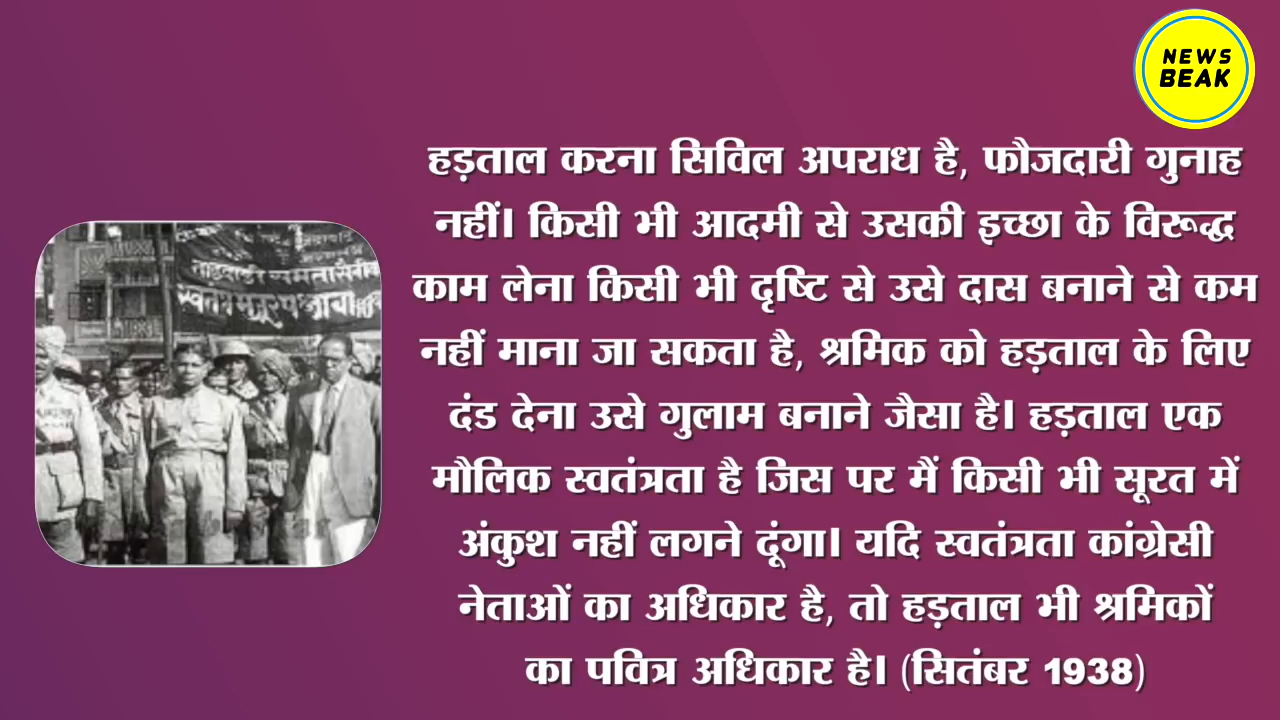 NEWS
BEAK
हड़ताल करना सिविल अपराध है, फौजदारी गुनाह
नहीं। किसी भी आदमी से उसकी इच्छा के विरूद्ध
काम लेना किसी भी दृष्टि से उसे दास बनाने से कम
नहीं माना जा सकता है, श्रमिक को हड़ताल के लिए
दंड देना उसे गुलाम बनाने जैसा है। हड़ताल एक
मौलिक स्वतंत्रता है जिस पर मैं किसी भी सूरत में
अंकुश नहीं लगने दूंगा। यदि स्वतंत्रता कांग्रेसी
नेताओं का अधिकार है, तो हड़ताल भी श्रमिकों
का पवित्र अधिकार है। (सितंबर 1938)